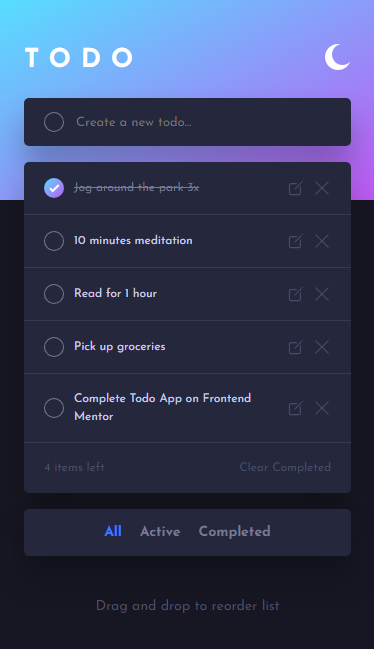 TODO
Create a new todo...
Jog around the park 3x
10 minutes meditation
Read for 1 hour
Pick up groceries
Complete Todo App on Frontend
Mentor
4 items left Clear Completed
All Active Completed
Drag and drop to reorder list